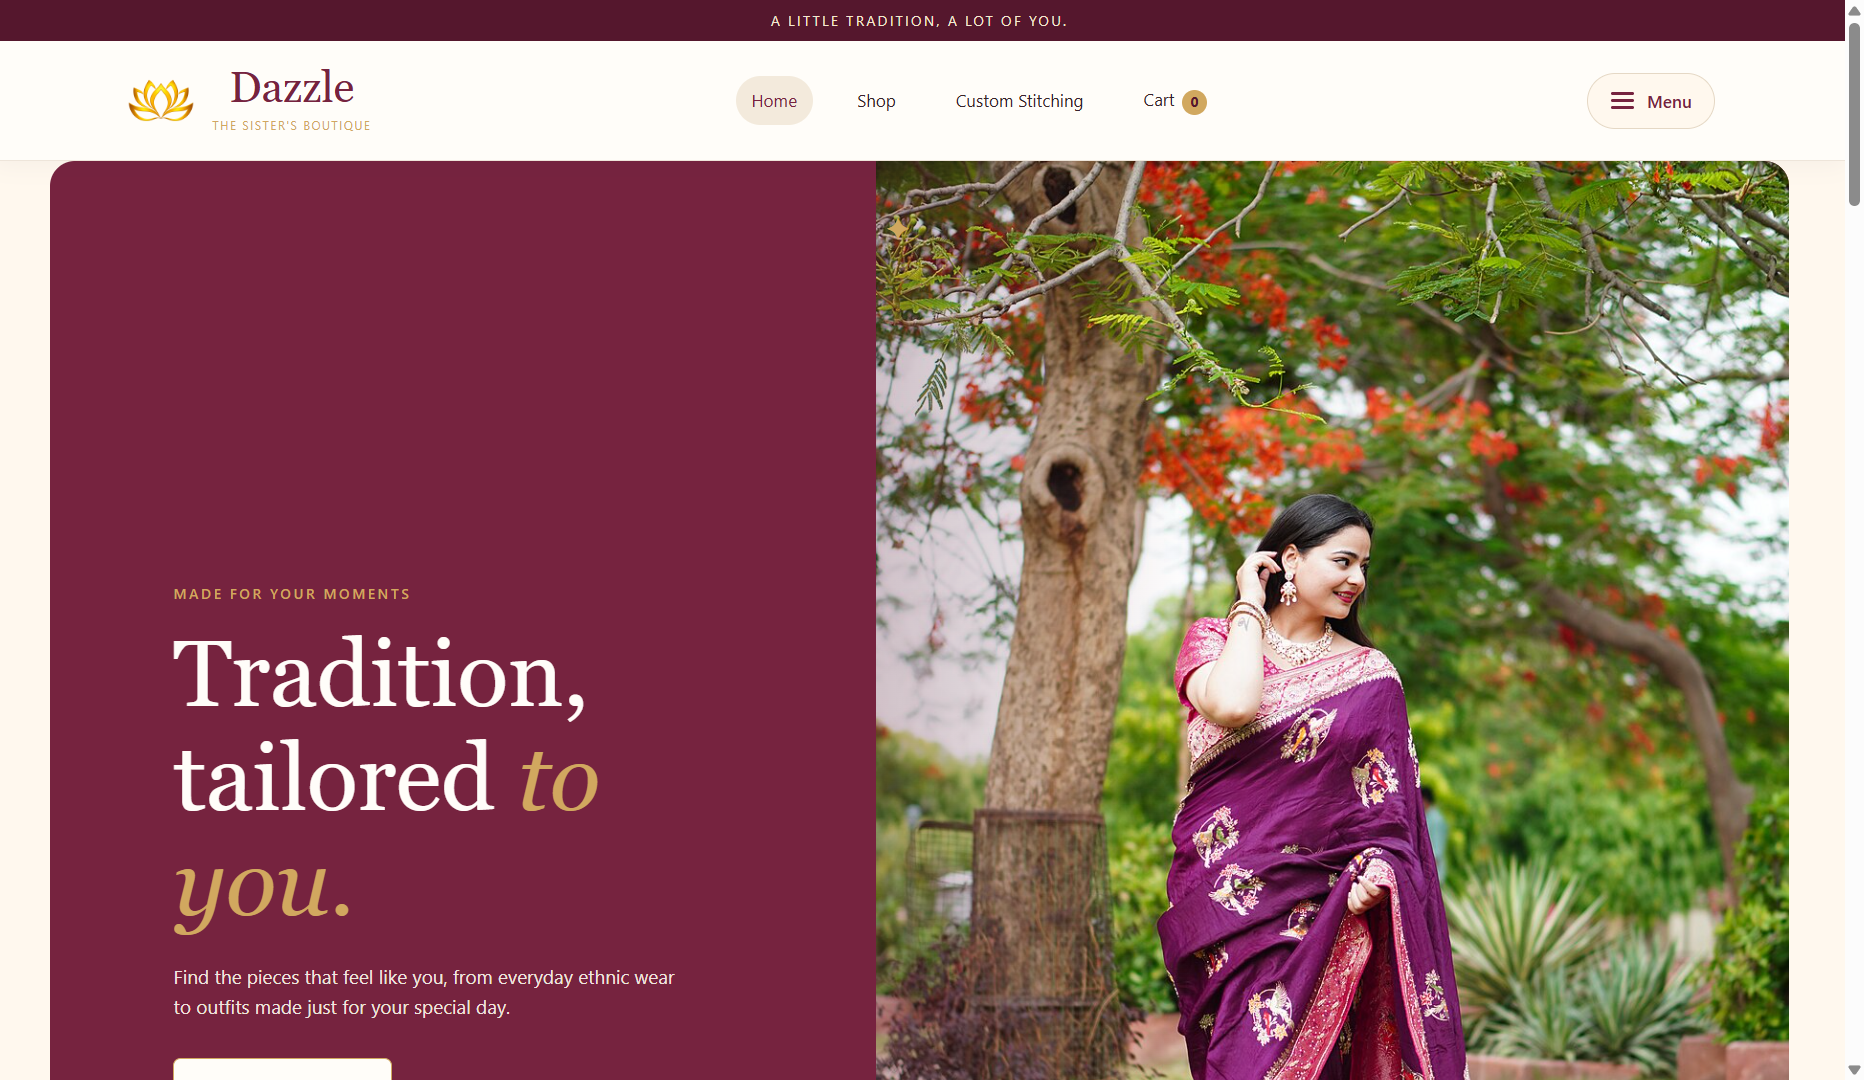 A LITTLE TRADITION, A LOT OF YOU.
Dazzle
THE SISTER'S BOUTIQUE
Home
Shop
Custom Stitching
Cart 0
Menu
MADE FOR YOUR MOMENTS
Tradition,
tailored to
you.
Find the pieces that feel like you, from everyday ethnic wear
to outfits made just for your special day.